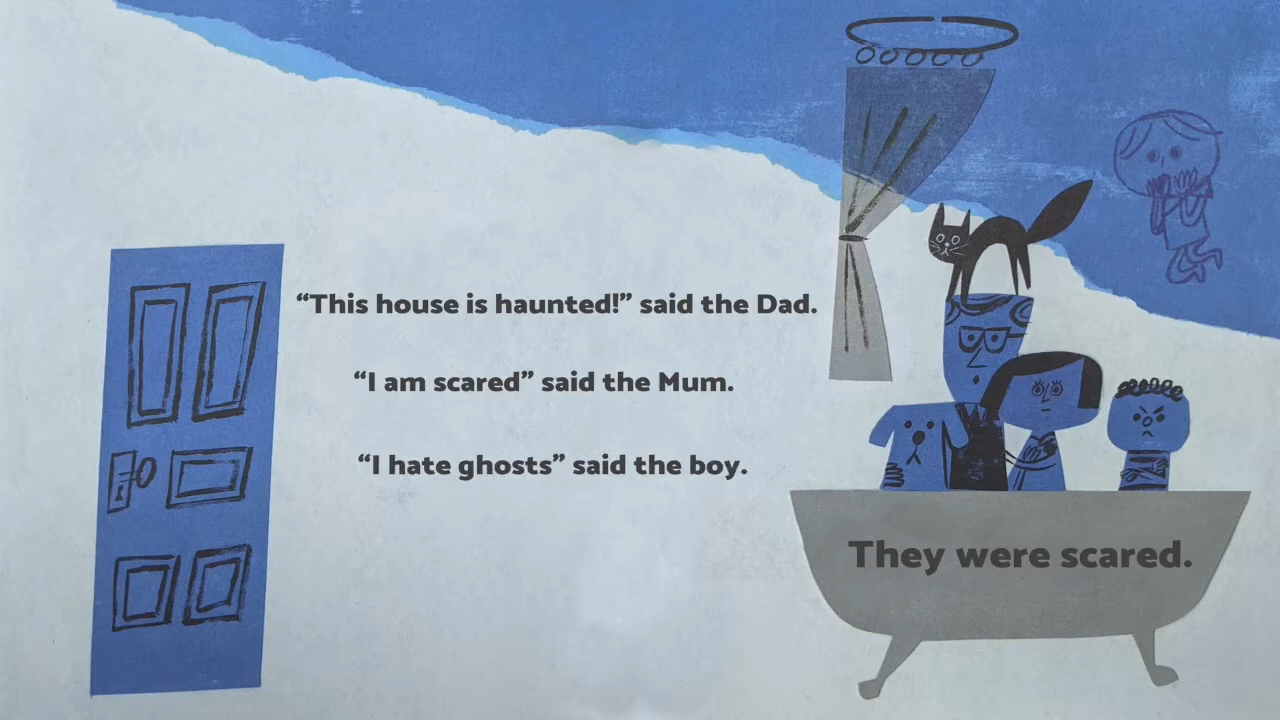 “This house is haunted!” said the Dad.
“I am scared” said the Mum.
“I hate ghosts” said the boy.
They were scared.